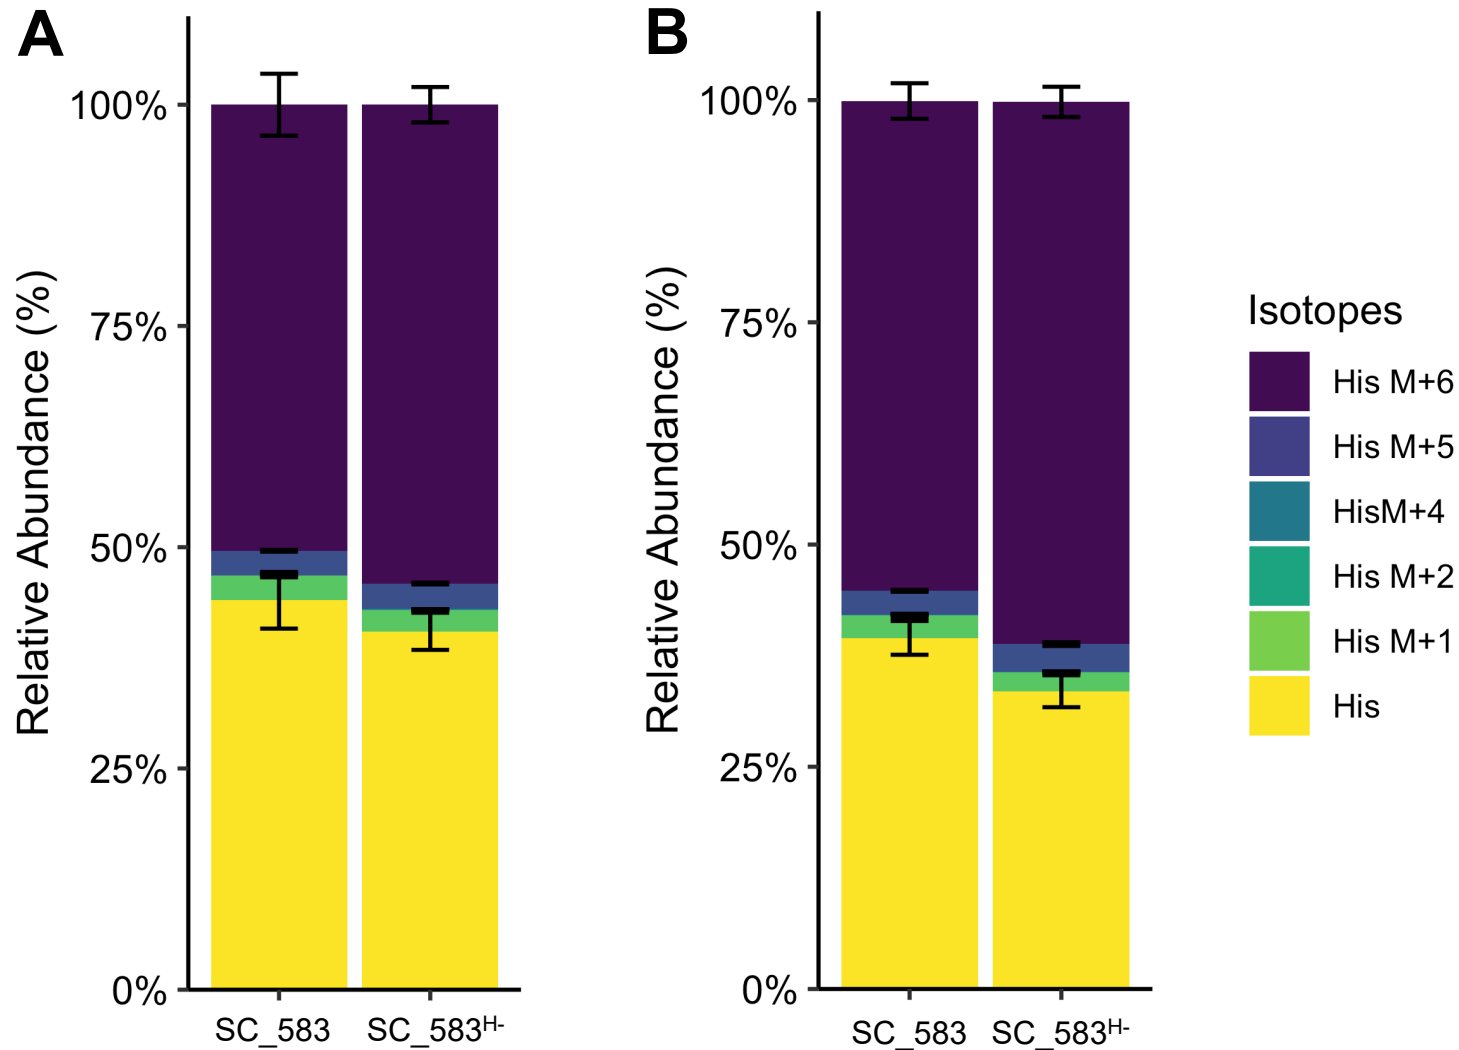 A
Relative Abundance (%)
100%
75%
50%
25%
0%
SC_583
SC_583H-
B
Relative Abundance (%)
100%
75%
50%
25%
0%
SC_583
SC_583H-
Isotopes
His M+6
His M+5
HisM+4
His M+2
His M+1
His